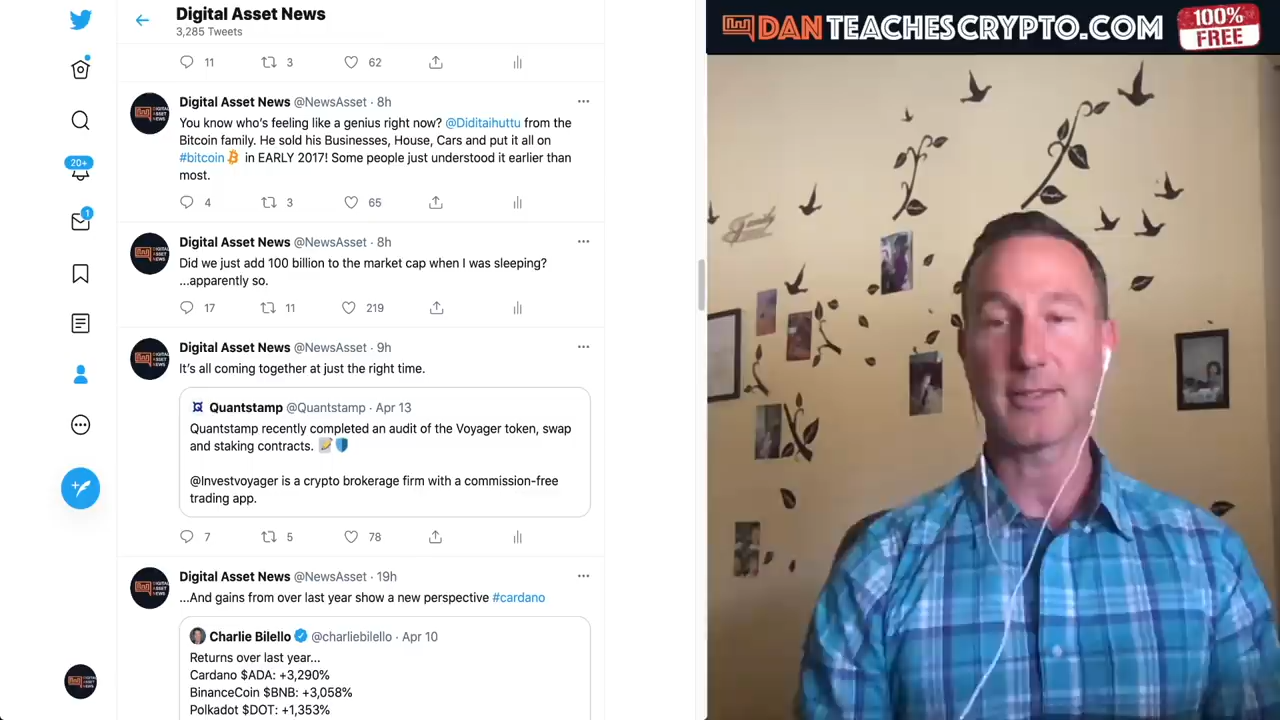 Digital Asset News
3,285 Tweets
11 3 62
Digital Asset News @NewsAsset · 8h
You know who's feeling like a genius right now? @Diditaihuttu from the
Bitcoin family. He sold his Businesses, House, Cars and put it all on
#bitcoin in EARLY 2017! Some people just understood it earlier than
most.
4 3 65
Digital Asset News @NewsAsset · 8h
Did we just add 100 billion to the market cap when I was sleeping?
...apparently so.
17 11 219
Digital Asset News @NewsAsset · 9h
It's all coming together at just the right time.
Quantstamp @Quantstamp · Apr 13
Quantstamp recently completed an audit of the Voyager token, swap
and staking contracts.
@Investvoyager is a crypto brokerage firm with a commission-free
trading app.
7 5 78
Digital Asset News @NewsAsset · 19h
...And gains from over last year show a new perspective #cardano
Charlie Bilello @charliebilello · Apr 10
Returns over last year...
Cardano $ADA: +3,290%
BinanceCoin $BNB: +3,058%
Polkadot $DOT: +1,353%
20+
1
DANTEACHESCRYPTO.COM
100%
FREE
Family